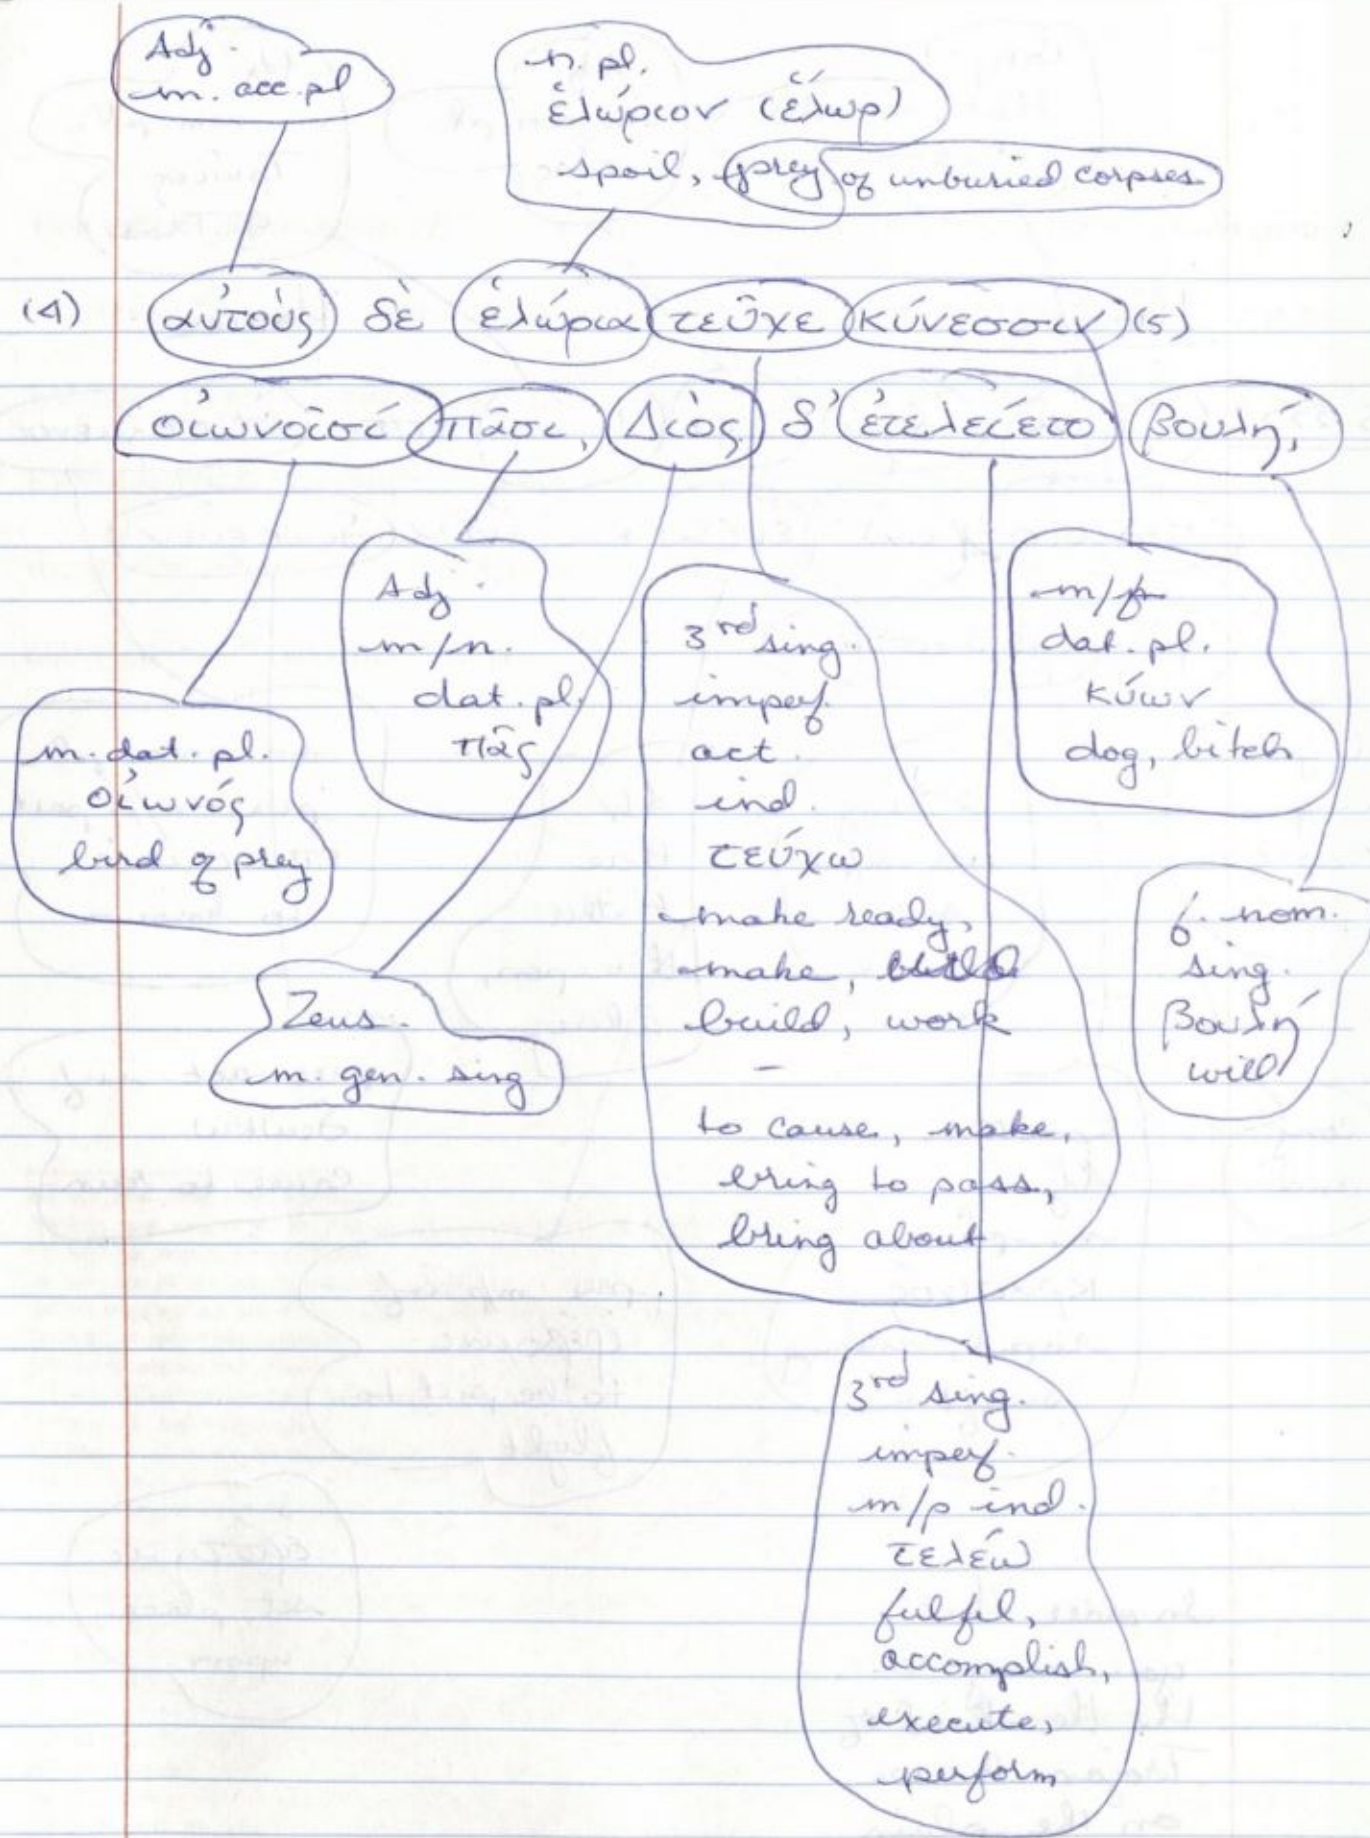 Adj.
m. acc. pl
n. pl.
ἑλώριον (ἕλωρ)
spoil, prey of unburied corpses
(4) αὐτοὺς δὲ ἑλώρια τεῦχε κύνεσσιν (5)
οἰωνοῖσί πᾶσι, Διὸς δ' ἐτελείετο βουλή,
Adj.
m/n.
dat. pl.
πᾶς
3rd sing.
imperf.
act.
ind.
τεύχω
make ready,
make,
build, work
–
to cause, make,
bring to pass,
bring about
m/f
dat. pl.
κύων
dog, bitch
m. dat. pl.
οἰωνός
bird of prey
f. nom.
sing.
βουλή
will
Zeus.
m. gen. sing
3rd sing.
imperf.
m/p ind.
τελέω
fulfil,
accomplish,
execute,
perform